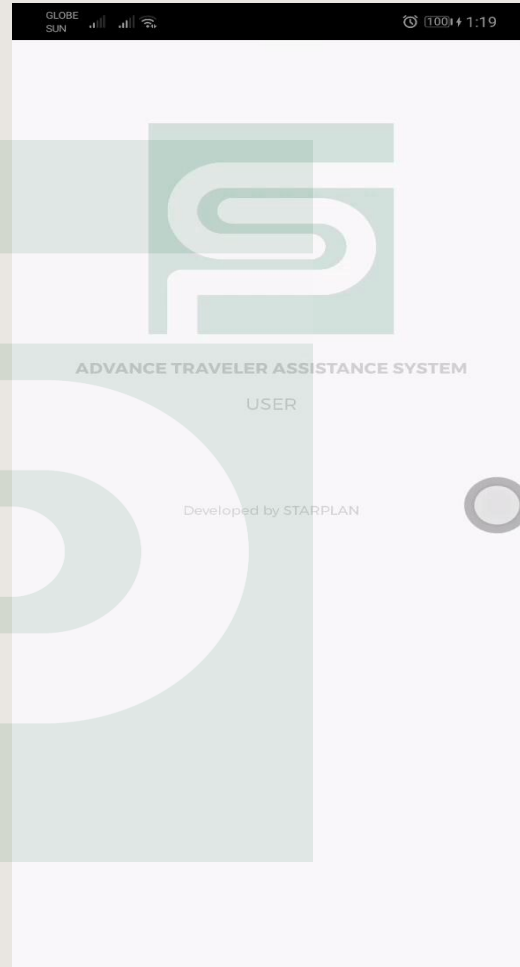 GLOBE
SUN
100 1:19
ADVANCE TRAVELER ASSISTANCE SYSTEM
USER
Developed by STARPLAN